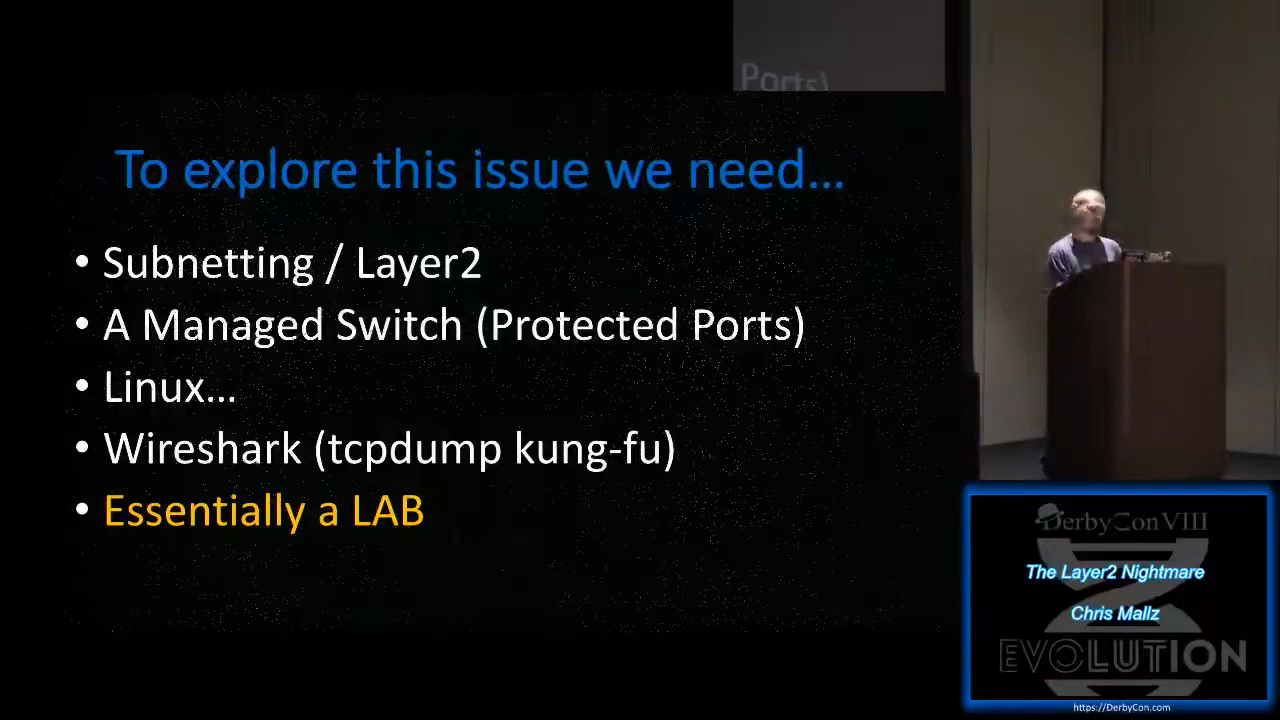 Ports)
To explore this issue we need...
• Subnetting / Layer2
• A Managed Switch (Protected Ports)
• Linux...
• Wireshark (tcpdump kung-fu)
• Essentially a LAB
DerbyCon VIII
The Layer2 Nightmare
Chris Mallz
EVOLUTION
https://DerbyCon.com